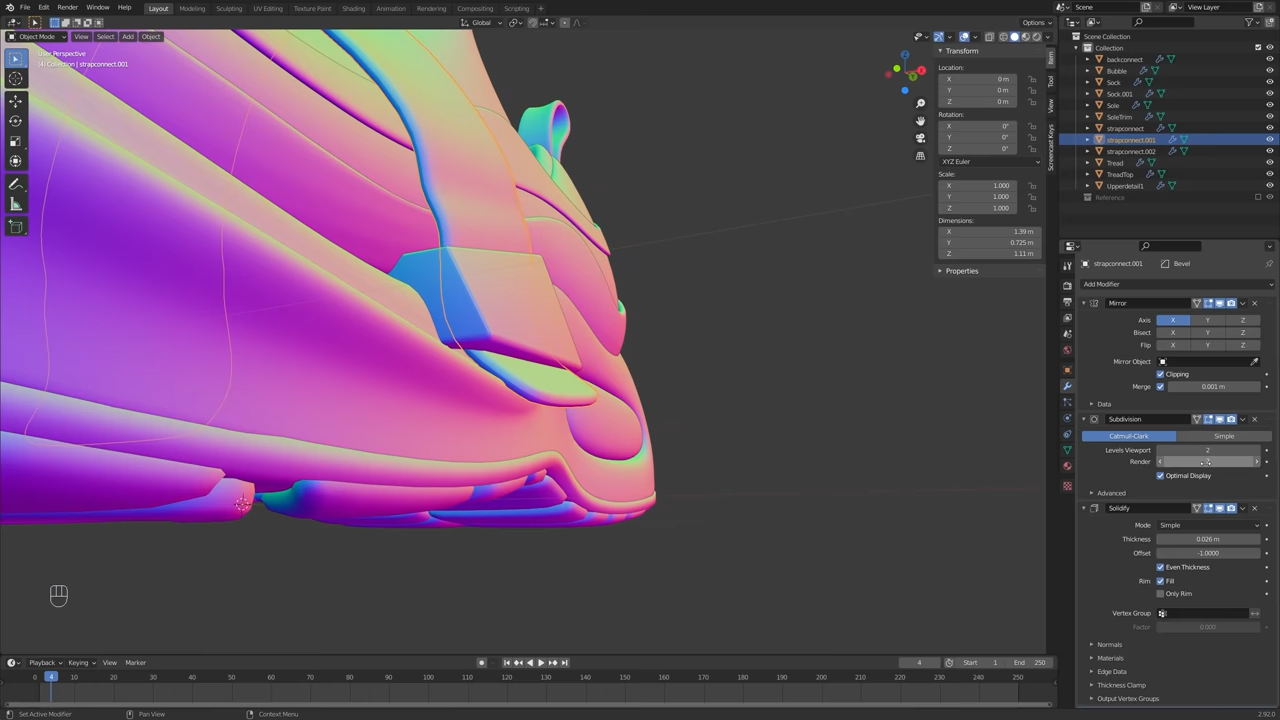 File Edit Render Window Help Layout Modeling Sculpting UV Editing Texture Paint Shading Animation Rendering Compositing Scripting + Scene View Layer
Global Options
Object Mode View Select Add Object
User Perspective
(4) Collection | strapconnect.001
Transform
Location:
X 0 m
Y 0 m
Z 0 m
Rotation:
X 0°
Y 0°
Z 0°
XYZ Euler
Scale:
X 1.000
Y 1.000
Z 1.000
Dimensions:
X 1.39 m
Y 0.725 m
Z 1.11 m
Properties
Item
Tool
View
Screencast Keys
Scene Collection
Collection
backconnect
Bubble
Sock
Sock.001
Sole
SoleTrim
strapconnect
strapconnect.001
strapconnect.002
Tread
TreadTop
Upperdetail1
Reference
strapconnect.001 Bevel
Add Modifier
Mirror
Axis X Y Z
Bisect X Y Z
Flip X Y Z
Mirror Object
Clipping
Merge 0.001 m
Data
Subdivision
Catmull-Clark Simple
Levels Viewport 2
Render
Optimal Display
Advanced
Solidify
Mode Simple
Thickness 0.026 m
Offset -1.0000
Even Thickness
Rim Fill
Only Rim
Vertex Group
Factor 0.000
Normals
Materials
Edge Data
Thickness Clamp
Output Vertex Groups
Playback Keying View Marker 4 Start 1 End 250
0 4 10 20 30 40 50 60 70 80 90 100 110 120 130 140 150 160 170 180 190 200 210 220 230 240 250
Set Active Modifier Pan View Context Menu 2.92.0